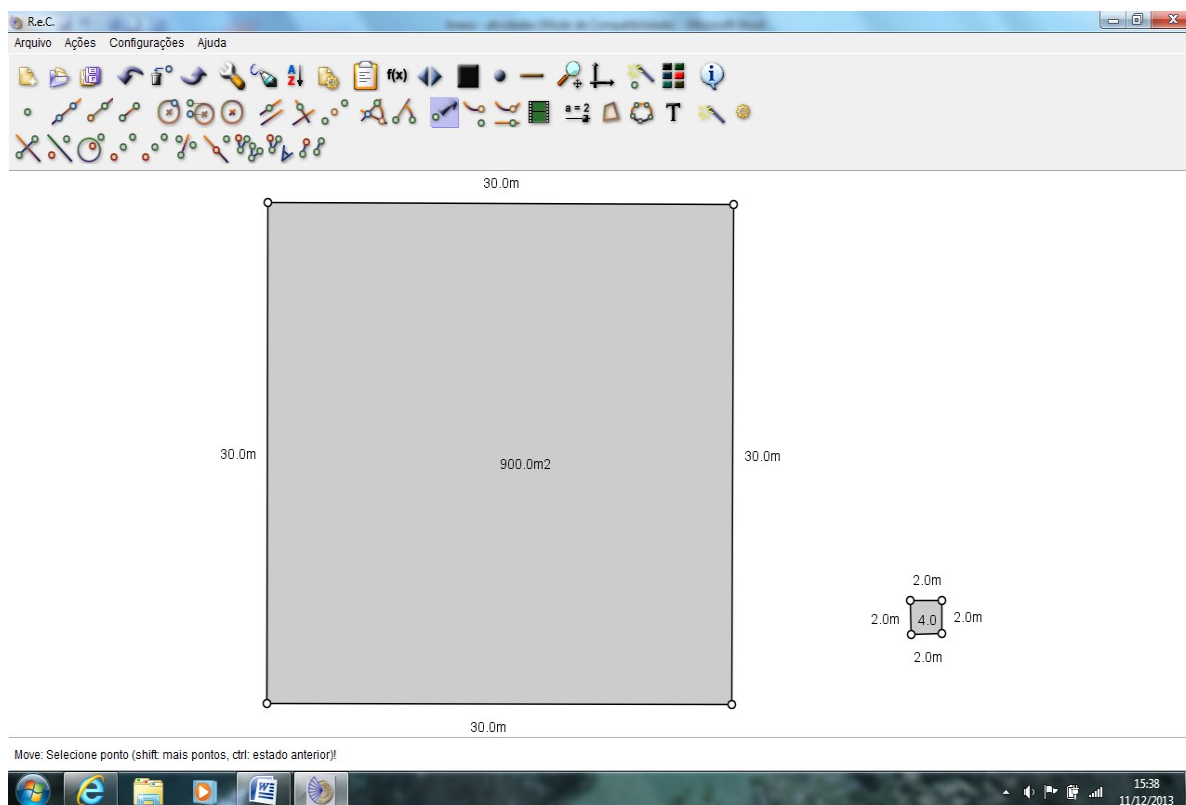 R.e.C.
Arquivo Ações Configurações Ajuda
f(x)
a = 2
T
30.0m
30.0m
900.0m2
30.0m
30.0m
2.0m
2.0m
4.0
2.0m
2.0m
Move: Selecione ponto (shift: mais pontos, ctrl: estado anterior)!
15:38
11/12/2013